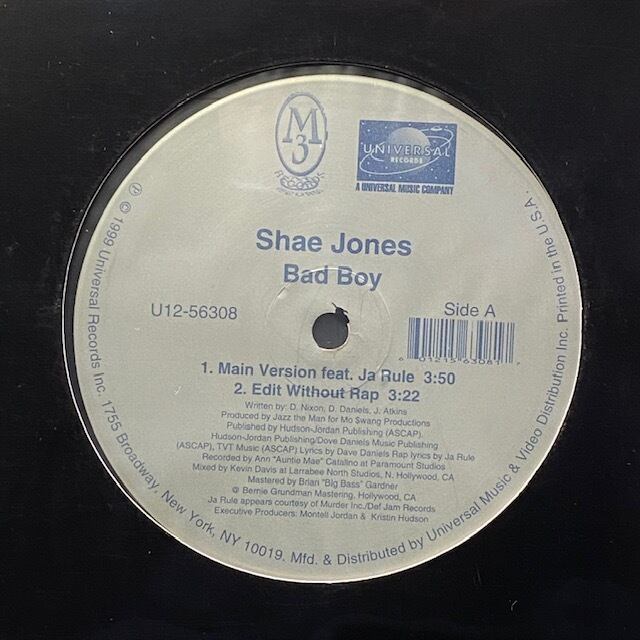 M3
RECORDS
UNIVERSAL
RECORDS
A UNIVERSAL MUSIC COMPANY
Shae Jones
Bad Boy
U12-56308
Side A
6 01215 63081 7
1. Main Version feat. Ja Rule 3:50
2. Edit Without Rap 3:22
Written by: D. Nixon, D. Daniels, J. Atkins
Produced by Jazz the Man for Mo $wang Productions
Published by Hudson-Jordan Publishing (ASCAP),
Hudson-Jordan Publishing/Dove Daniels Music Publishing
(ASCAP), TVT Music (ASCAP) Lyrics by Dave Daniels Rap lyrics by Ja Rule
Recorded by Ann "Auntie Mae" Catalino at Paramount Studios
Mixed by Kevin Davis at Larrabee North Studios, N. Hollywood, CA
Mastered by Brian "Big Bass" Gardner
@ Bernie Grundman Mastering, Hollywood, CA
Ja Rule appears courtesy of Murder Inc./Def Jam Records
Executive Producers: Montell Jordan & Kristin Hudson
℗ © 1999 Universal Records Inc. 1755 Broadway, New York, NY 10019. Mfd. & Distributed by Universal Music & Video Distribution Inc. Printed in the U.S.A.